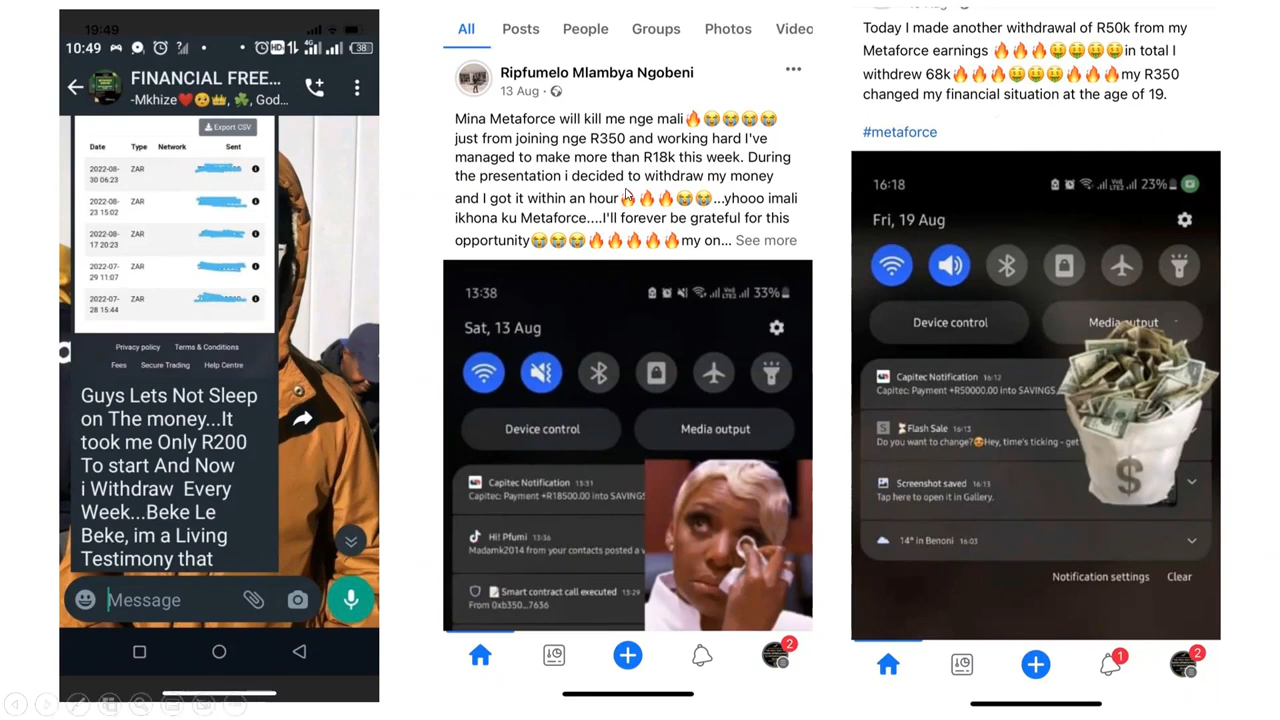 19:49
10:49
4G
38
FINANCIAL FREE...
-Mkhize❤️🥺👑, ☘️, God...
Export CSV
Date Type Network Sent
2022-08-
30 06:23
ZAR
2022-08-
23 15:02
ZAR
2022-08-
17 20:23
ZAR
2022-07-
29 11:07
ZAR
2022-07-
28 15:44
ZAR
Privacy policy Terms & Conditions
Fees Secure Trading Help Centre
Guys Lets Not Sleep
on The money...It
took me Only R200
To start And Now
i Withdraw Every
Week...Beke Le
Beke, im a Living
Testimony that
Message
All Posts People Groups Photos Video
Ripfumelo Mlambya Ngobeni
13 Aug ·
Mina Metaforce will kill me nge mali🔥😭😭😭😭
just from joining nge R350 and working hard I've
managed to make more than R18k this week. During
the presentation i decided to withdraw my money
and I got it within an hour🔥🔥🔥😭😭...yhooo imali
ikhona ku Metaforce....I'll forever be grateful for this
opportunity😭😭😭🔥🔥🔥🔥🔥my on... See more
13:38
33%
Sat, 13 Aug
Device control Media output
Capitec Notification 13:31
Capitec: Payment +R18500.00 into SAVINGS
Hi! Pfumi 13:36
Madamk2014 from your contacts posted a v
📝Smart contract call executed 13:29
From 0xb350...7636
2
13 Aug
Today I made another withdrawal of R50k from my
Metaforce earnings 🔥🔥🔥🤑🤑🤑🤑in total I
withdrew 68k🔥🔥🔥🤑🤑🤑🔥🔥🔥my R350
changed my financial situation at the age of 19.
#metaforce
16:18
23%
Fri, 19 Aug
Device control Media output
Capitec Notification 16:12
Capitec: Payment +R50000.00 into SAVINGS
⏳Flash Sale 16:13
Do you want to change?😍Hey, time's ticking - get
Screenshot saved 16:13
Tap here to open it in Gallery.
$
14° in Benoni 16:03
Notification settings Clear
1
2